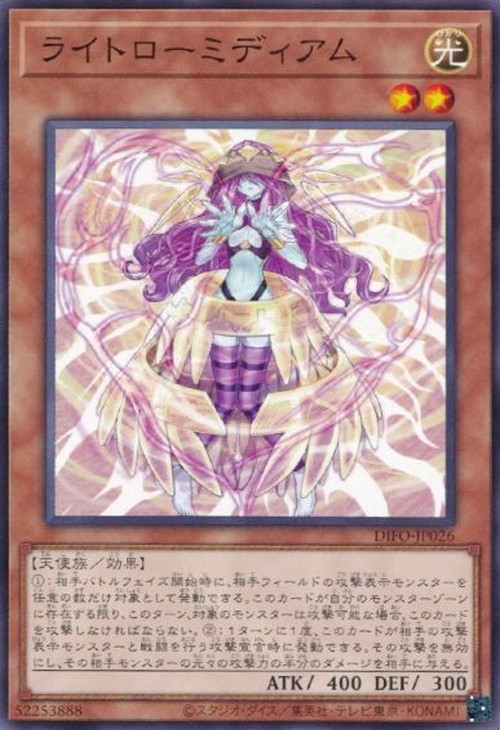 ライトローミディアム
光
DIFO-JP026
【天使族／効果】
①：相手バトルフェイズ開始時に、相手フィールドの攻撃表示モンスターを
任意の数だけ対象として発動できる。このカードが自分のモンスターゾーン
に存在する限り、このターン、対象のモンスターは攻撃可能な場合、このカード
を攻撃しなければならない。②：1ターンに1度、このカードが相手の攻撃
表示モンスターと戦闘を行う攻撃宣言時に発動できる。その攻撃を無効
にし、その相手モンスターの元々の攻撃力の半分のダメージを相手に与える。
ATK/ 400 DEF/ 300
52253888
©スタジオ・ダイス／集英社・テレビ東京・KONAMI